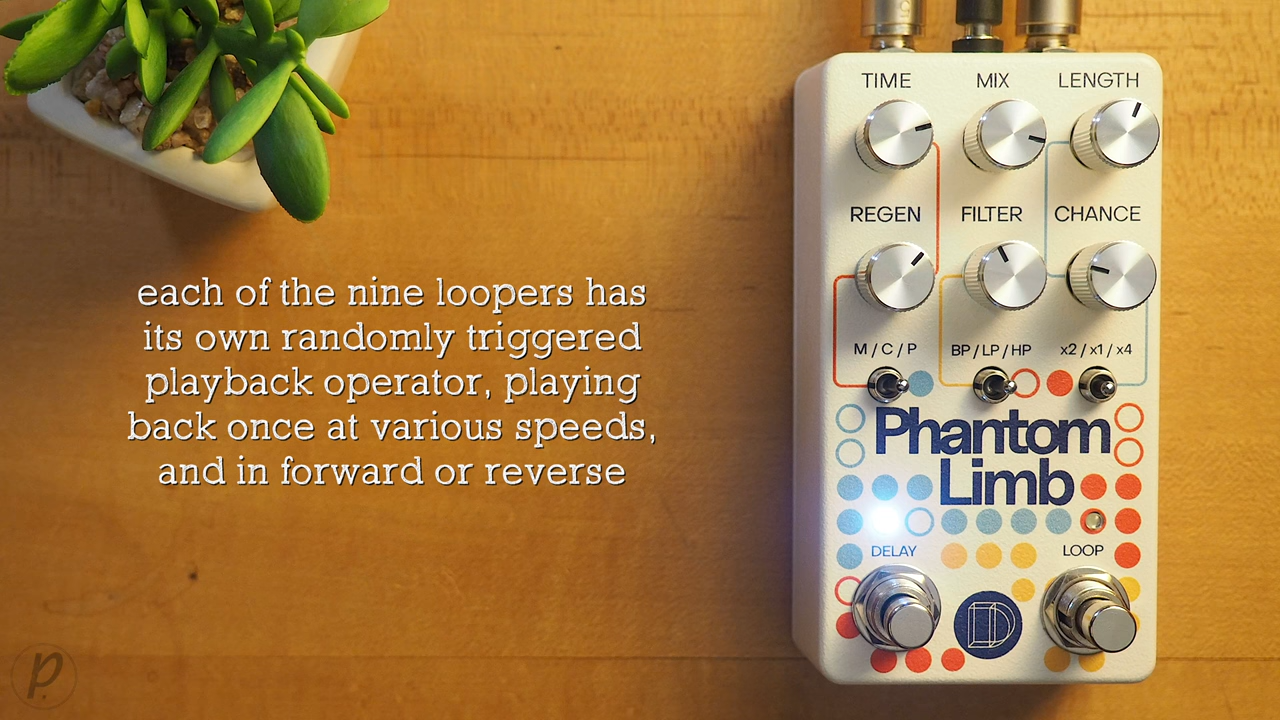 TIME MIX LENGTH
REGEN FILTER CHANCE
each of the nine loopers has
its own randomly triggered
playback operator, playing
back once at various speeds,
and in forward or reverse
M / C / P BP / LP / HP x2 / x1 / x4
Phantom
Limb
DELAY LOOP
p.